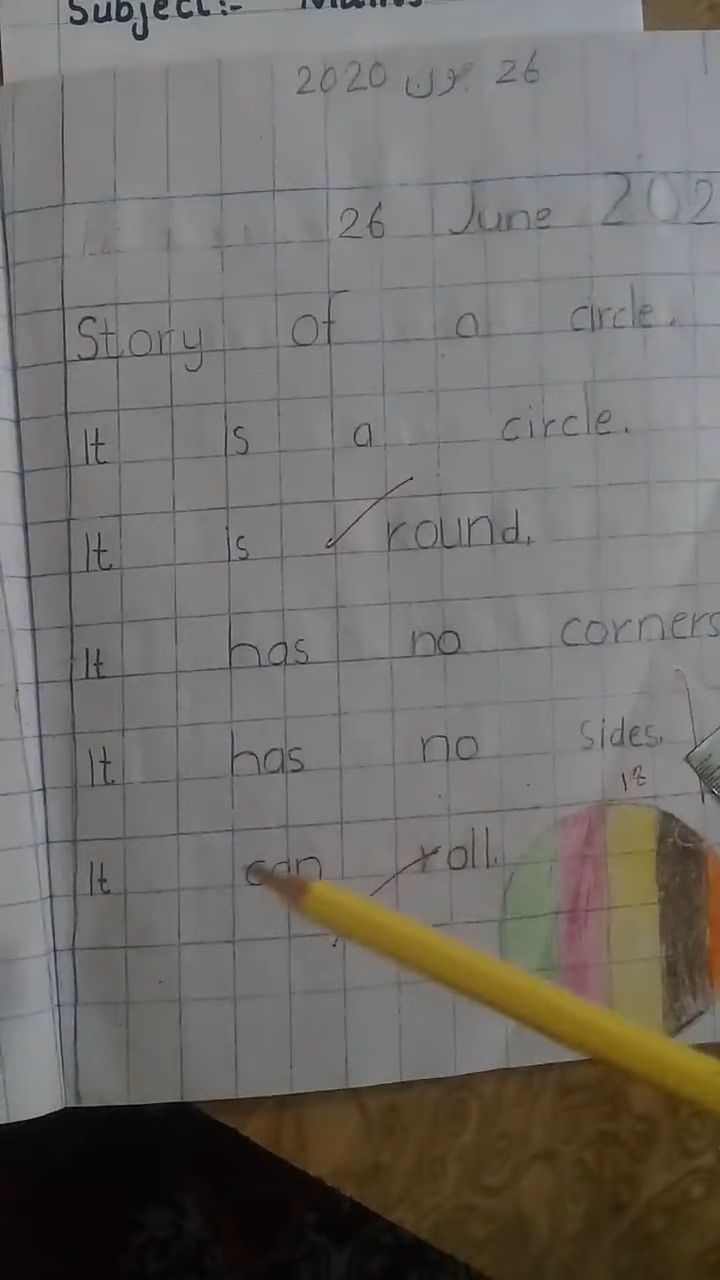 Subject:- Maths
26 جون 2020
26 June 202
Story of a circle.
It is a circle.
It is round.
It has no corners
It has no sides.
It can roll.